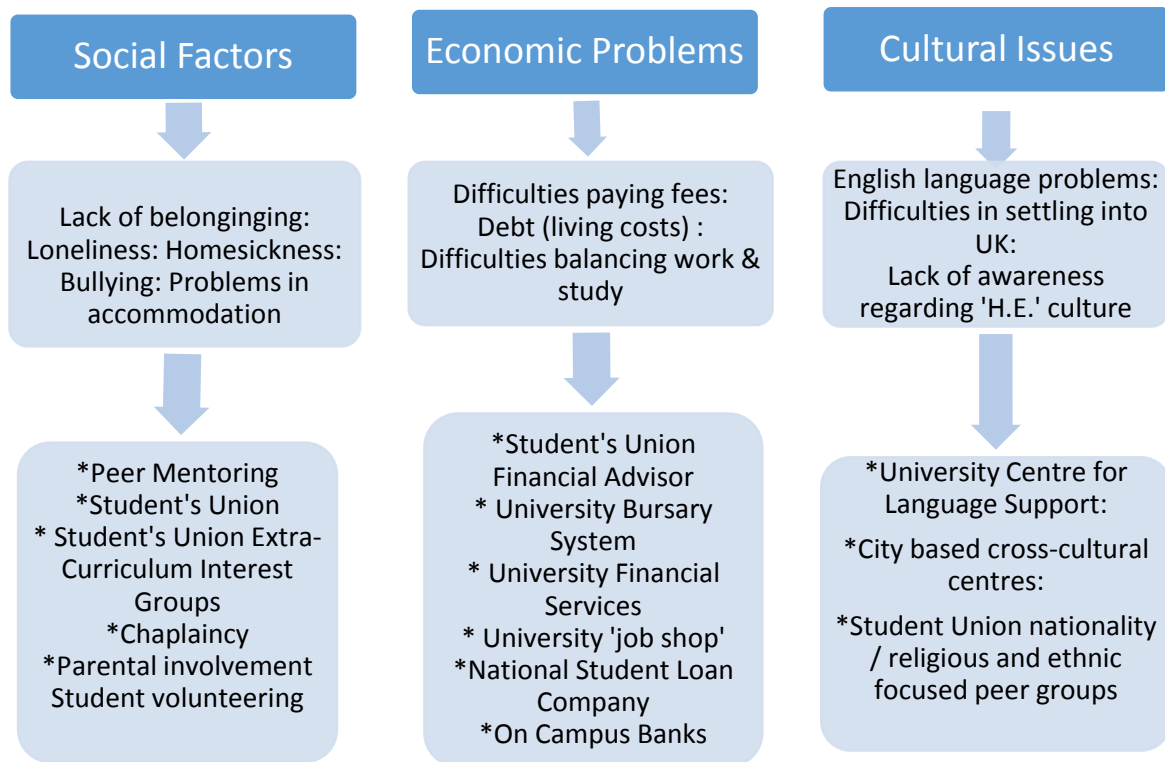 Social Factors
Lack of belonginging:
Loneliness: Homesickness:
Bullying: Problems in
accommodation
*Peer Mentoring
*Student's Union
* Student's Union Extra-
Curriculum Interest
Groups
*Chaplaincy
*Parental involvement
Student volunteering
Economic Problems
Difficulties paying fees:
Debt (living costs) :
Difficulties balancing work &
study
*Student's Union
Financial Advisor
* University Bursary
System
* University Financial
Services
* University 'job shop'
*National Student Loan
Company
*On Campus Banks
Cultural Issues
English language problems:
Difficulties in settling into
UK:
Lack of awareness
regarding 'H.E.' culture
*University Centre for
Language Support:
*City based cross-cultural
centres:
*Student Union nationality
/ religious and ethnic
focused peer groups